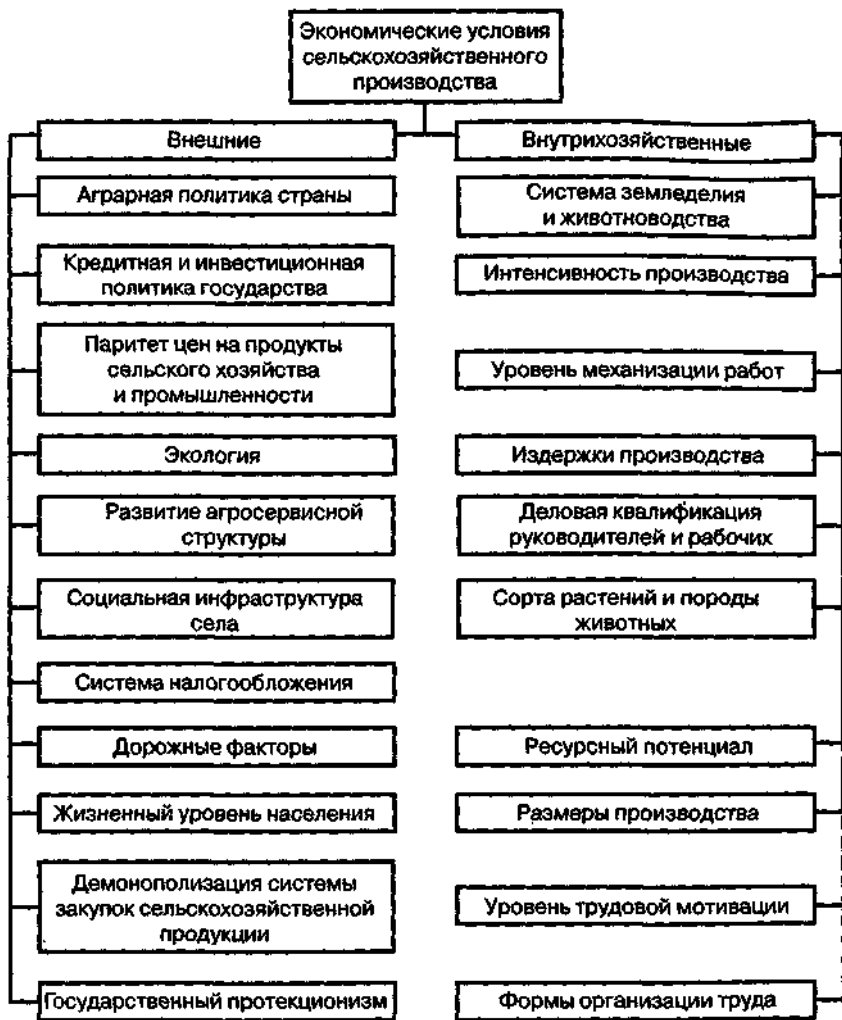 Экономические условия
сельскохозяйственного
производства
Внешние
Аграрная политика страны
Кредитная и инвестиционная
политика государства
Паритет цен на продукты
сельского хозяйства
и промышленности
Экология
Развитие агросервисной
структуры
Социальная инфраструктура
села
Система налогообложения
Дорожные факторы
Жизненный уровень населения
Демонополизация системы
закупок сельскохозяйственной
продукции
Государственный протекционизм
Внутрихозяйственные
Система земледелия
и животноводства
Интенсивность производства
Уровень механизации работ
Издержки производства
Деловая квалификация
руководителей и рабочих
Сорта растений и породы
животных
Ресурсный потенциал
Размеры производства
Уровень трудовой мотивации
Формы организации труда